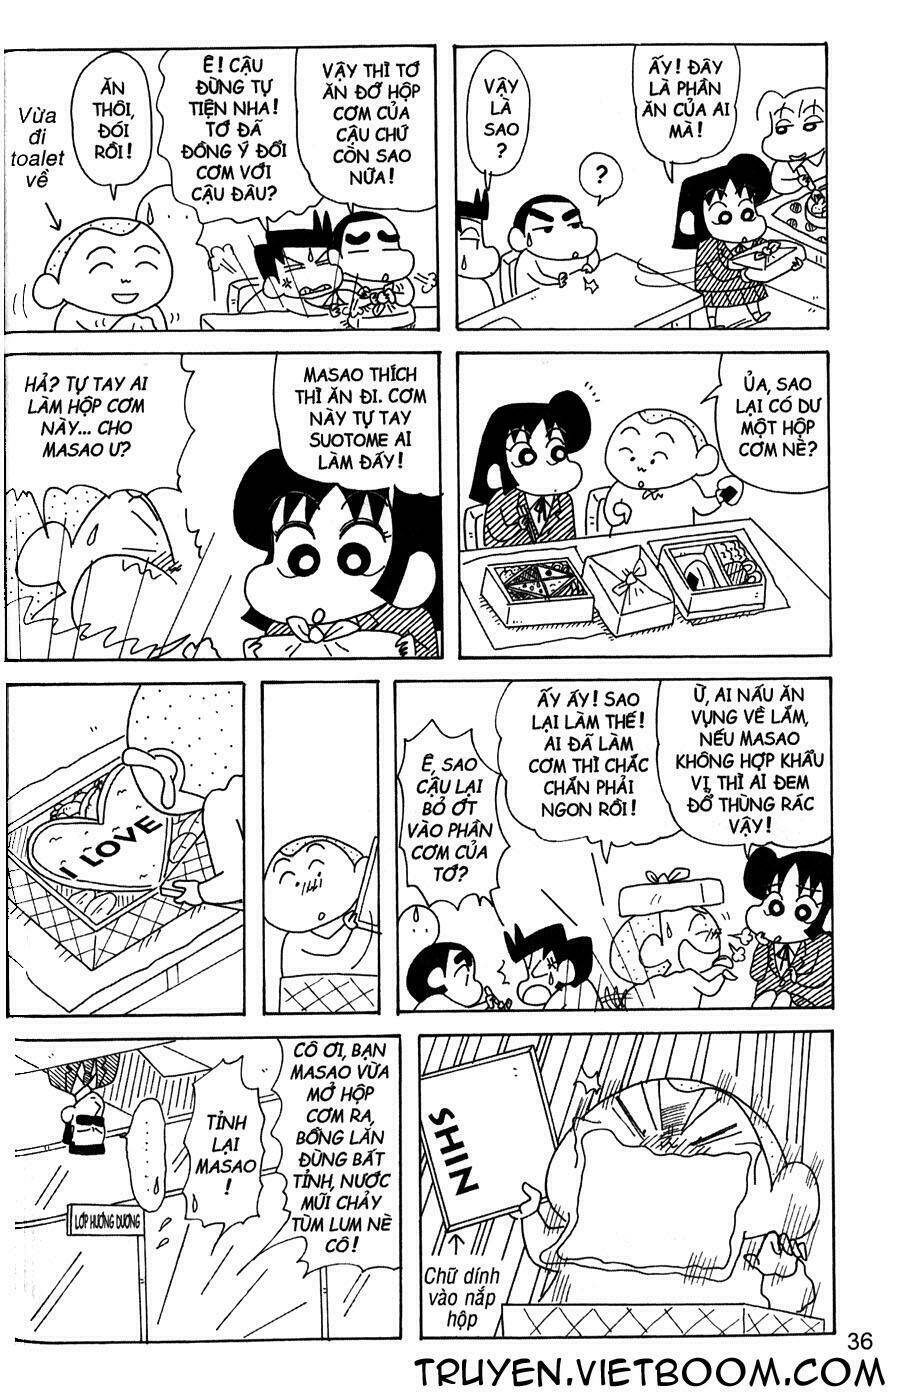 ẤY! ĐÂY
LÀ PHẦN
ĂN CỦA AI
MÀ!
?
VẬY
LÀ
SAO
?
VẬY THÌ TỚ
ĂN ĐỠ HỘP
CƠM CỦA
CẬU CHỨ
CÒN SAO
NỮA!
Ê! CẬU
ĐỪNG TỰ
TIỆN NHA!
TỚ ĐÃ
ĐỒNG Ý ĐỔI
CƠM VỚI
CẬU ĐÂU?
ĂN
THÔI,
ĐÓI
RỒI!
Vừa
đi
toalet
về
ỦA, SAO
LẠI CÓ DƯ
MỘT HỘP
CƠM NÈ?
MASAO THÍCH
THÌ ĂN ĐI. CƠM
NÀY TỰ TAY
SUOTOME AI
LÀM ĐẤY!
HẢ? TỰ TAY AI
LÀM HỘP CƠM
NÀY... CHO
MASAO Ư?
Ừ, AI NẤU ĂN
VỤNG VỀ LẮM,
NẾU MASAO
KHÔNG HỢP KHẨU
VỊ THÌ AI ĐEM
ĐỔ THÙNG RÁC
VẬY!
ẤY ẤY! SAO
LẠI LÀM THẾ!
AI ĐÃ LÀM
CƠM THÌ CHẮC
CHẮN PHẢI
NGON RỒI!
Ê, SAO
CẬU LẠI
BỎ ỚT
VÀO PHẦN
CƠM CỦA
TỚ?
I LOVE
SHIN
Chữ dính
vào nắp
hộp
CÔ ƠI, BẠN
MASAO VỪA
MỞ HỘP
CƠM RA,
BỖNG LĂN
ĐÙNG BẤT
TỈNH, NƯỚC
MŨI CHẢY
TÙM LUM NÈ
CÔ!
TỈNH
LẠI
MASAO
!
......
LỚP HƯỚNG DƯƠNG
36
TRUYEN.VIETBOOM.COM